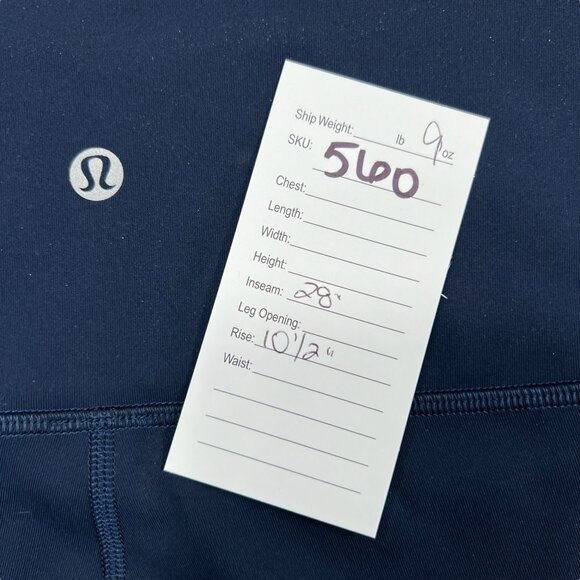 Ship Weight: lb 9 oz
SKU: 560
Chest:
Length:
Width:
Height:
Inseam: 28"
Leg Opening:
Rise: 10 1/2"
Waist: